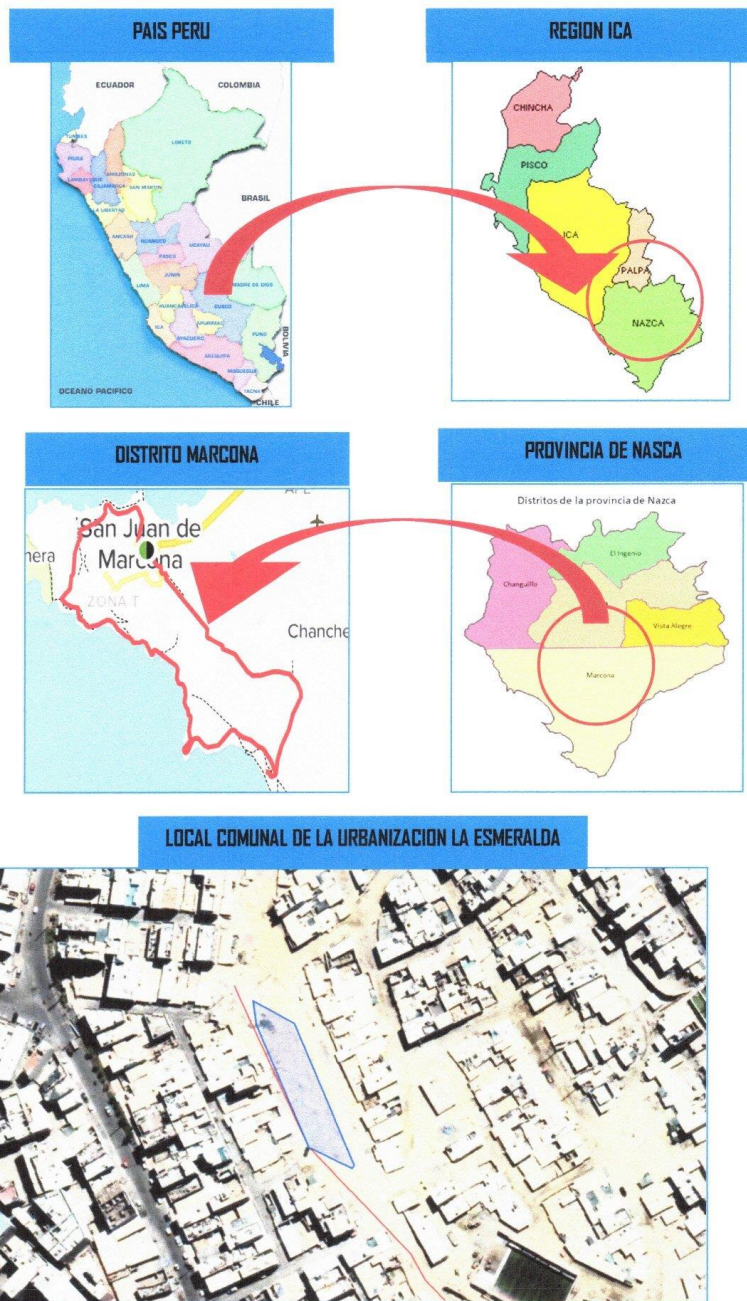 PAIS PERU
ECUADOR
COLOMBIA
TUMBES
PIURA
LORETO
AMAZONAS
LAMBAYEQUE
CAJAMARCA
SAN MARTIN
BRASIL
LA LIBERTAD
ANCASH
HUANUCO
UCAYALI
PASCO
JUNIN
LIMA
MADRE DE DIOS
HUANCAVELICA
CUSCO
ICA
APURIMAC
AYACUCHO
PUNO
BOLIVIA
AREQUIPA
MOQUEGUA
OCEANO PACIFICO
TACNA
CHILE
REGION ICA
CHINCHA
PISCO
ICA
PALPA
NAZCA
DISTRITO MARCONA
San Juan de
Marcona
nera
ZONA T
Chanche
PROVINCIA DE NASCA
Distritos de la provincia de Nazca
El Ingenio
Changuillo
Vista Alegre
Marcona
LOCAL COMUNAL DE LA URBANIZACION LA ESMERALDA